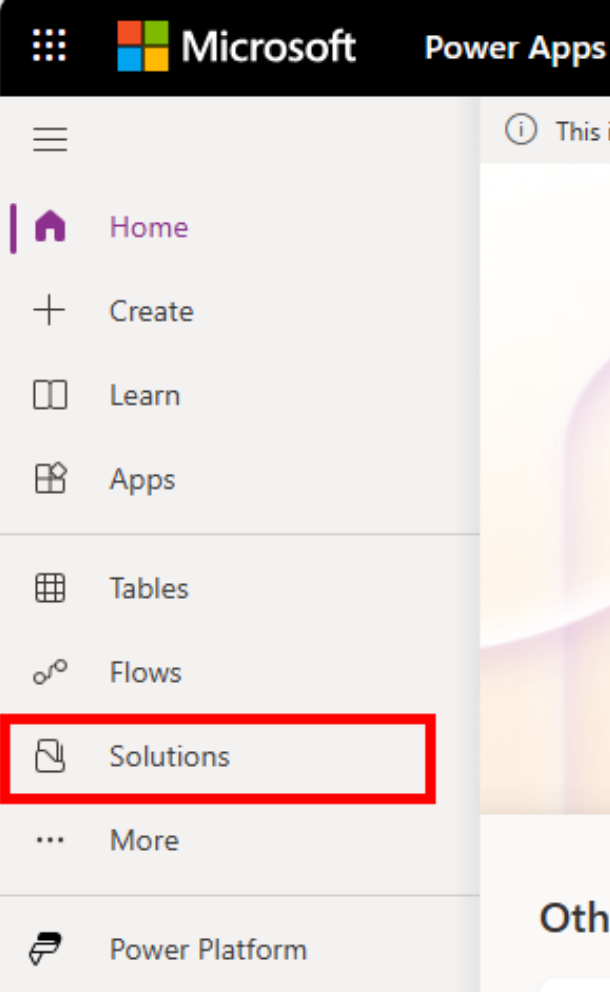 Microsoft Power Apps
This
Home
Create
Learn
Apps
Tables
Flows
Solutions
More
Oth
Power Platform